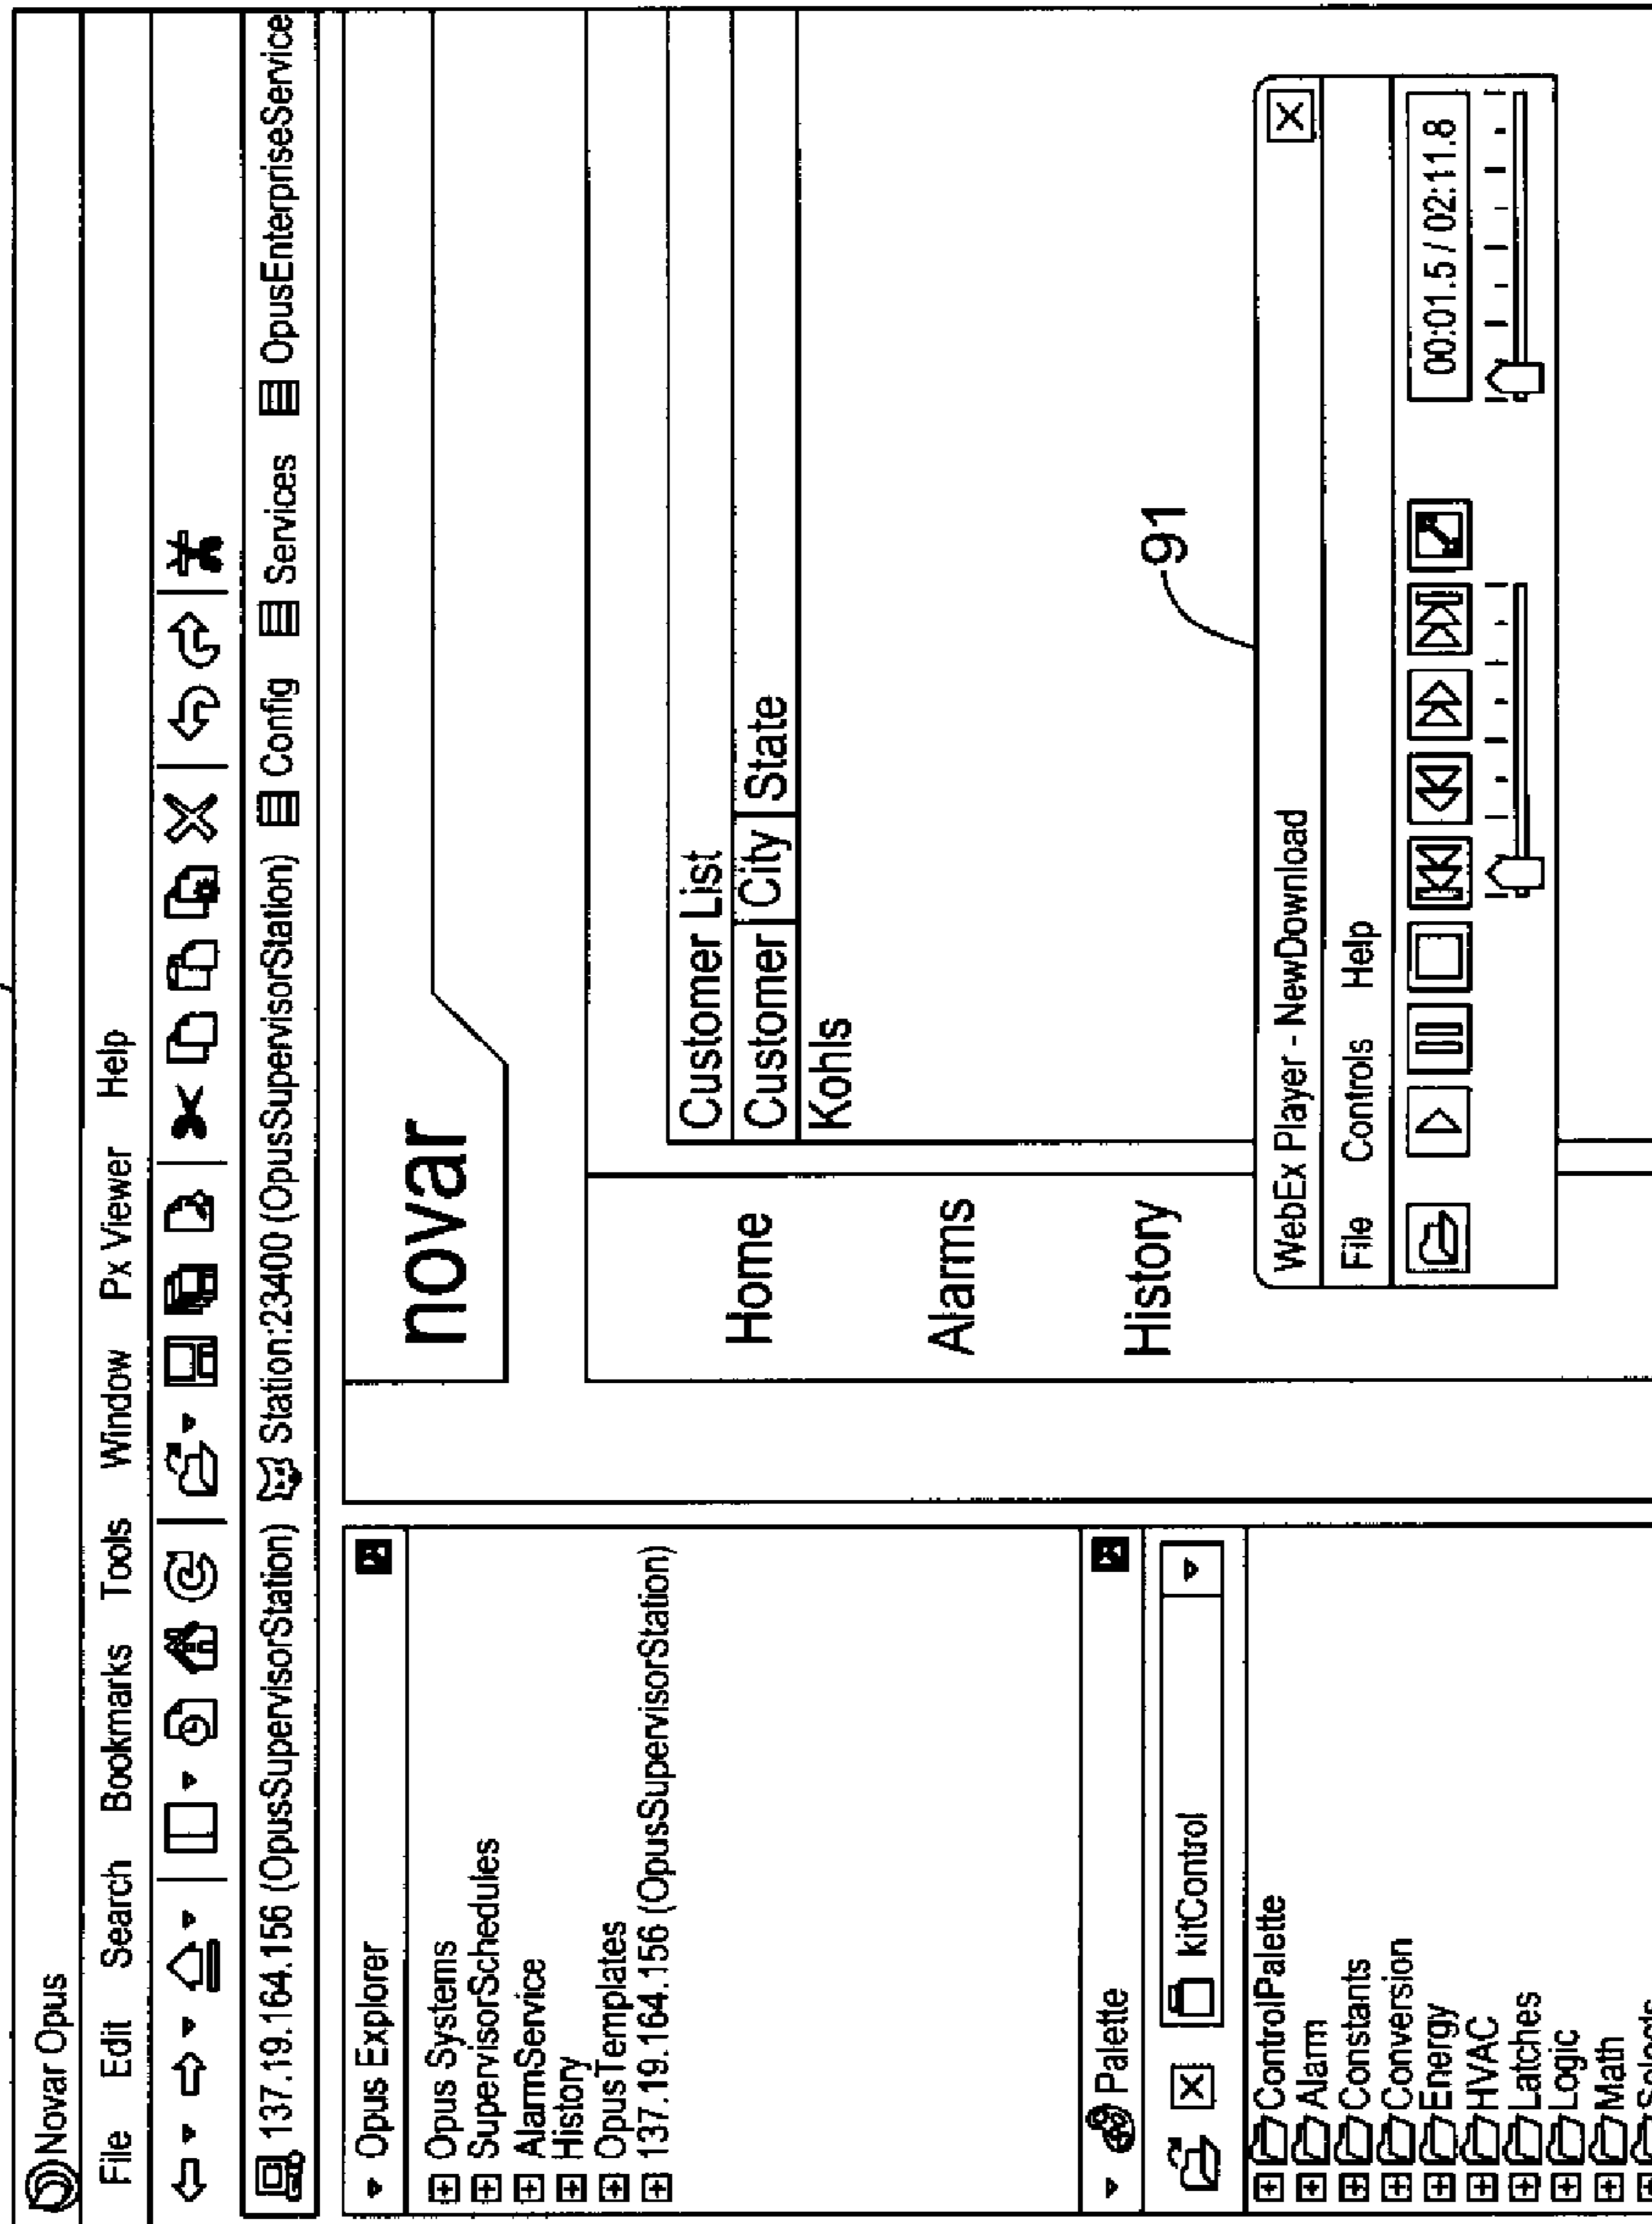 Novar Opus
File Edit Search Bookmarks Tools Window Px Viewer Help
137.19.164.156 (OpusSupervisorStation) Station:23400 (OpusSupervisorStation) Config Services OpusEnterpriseService
Opus Explorer
Opus Systems
SupervisorSchedules
AlarmService
History
OpusTemplates
137.19.164.156 (OpusSupervisorStation)
Palette
kitControl
ControlPalette
Alarm
Constants
Conversion
Energy
HVAC
Latches
Logic
Math
Selects
novar
Home
Alarms
History
Customer List
Customer City State
Kohls
91
WebEx Player - NewDownload
File Controls Help
00:01.5 / 02:11.8